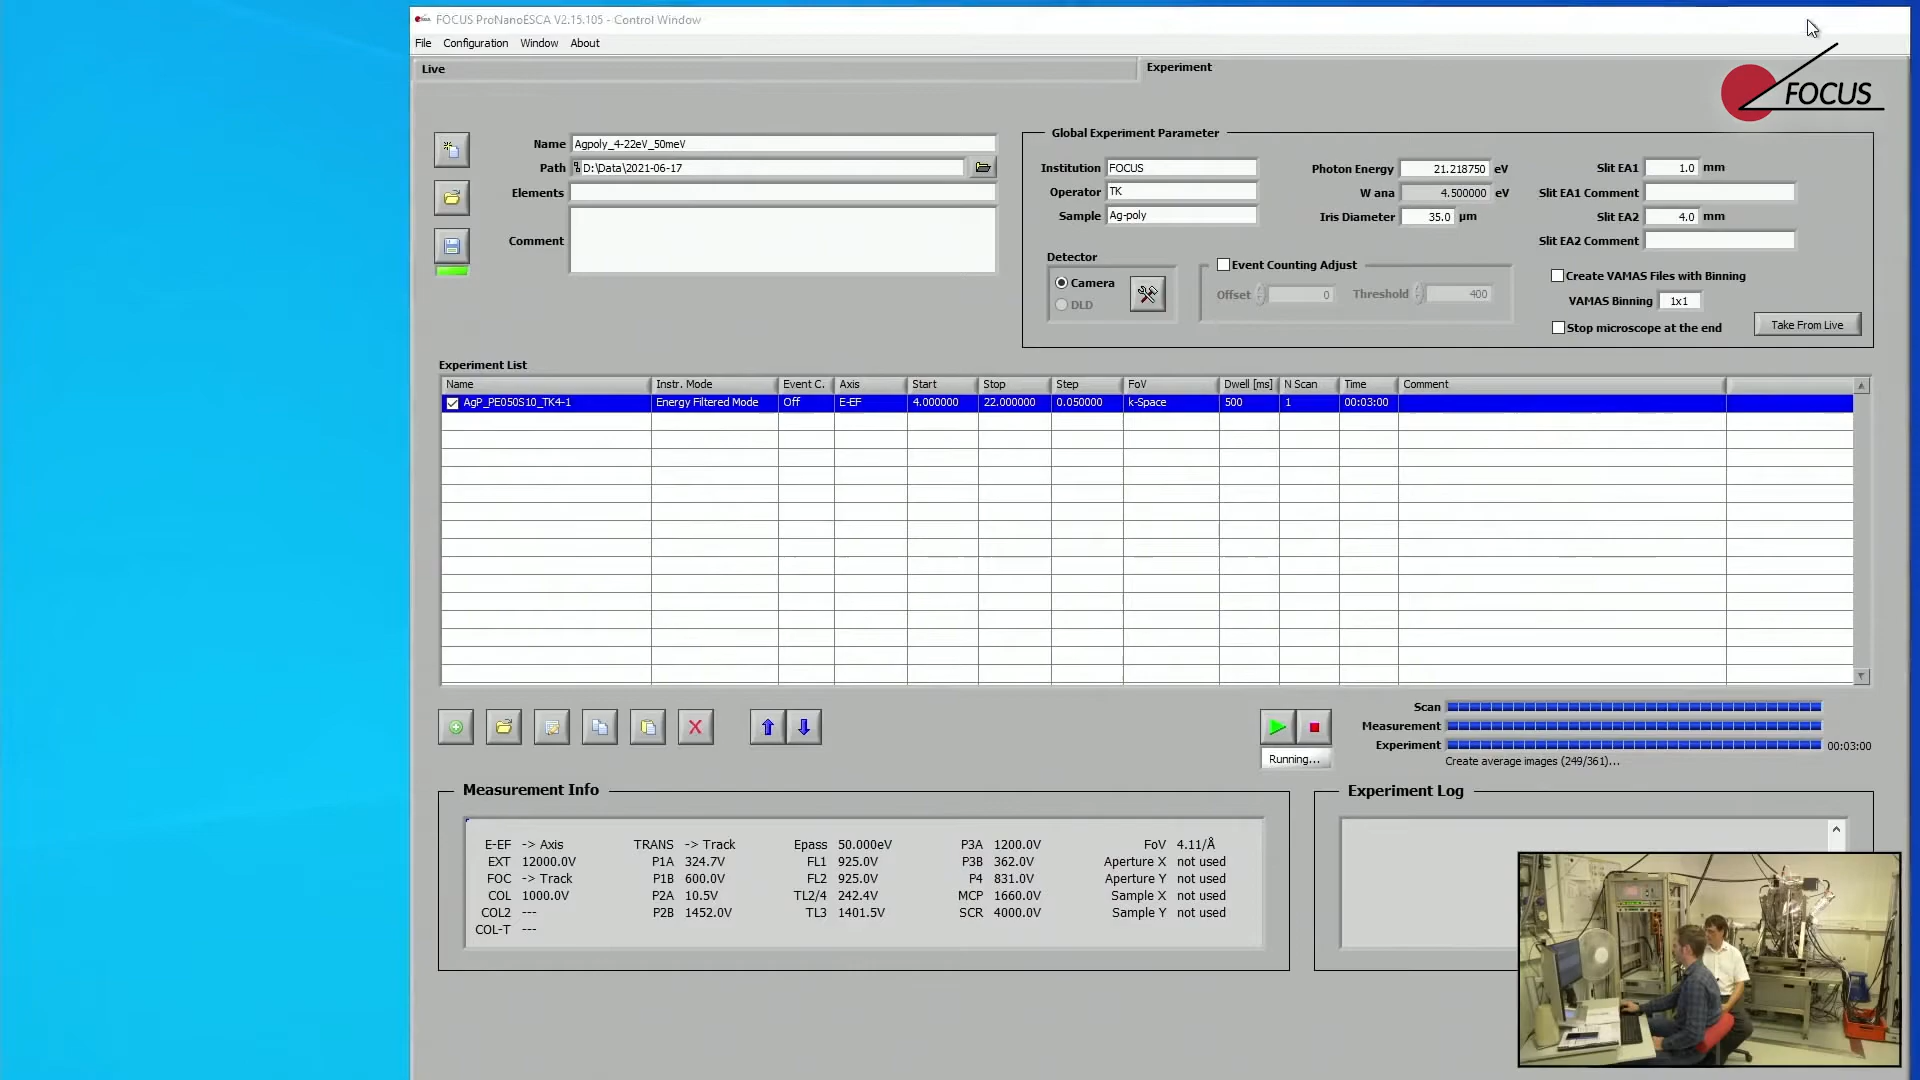 FOCUS ProNanoESCA V2.15.105 - Control Window
File Configuration Window About
Live Experiment
FOCUS
Name Agpoly_4-22eV_50meV
Path D:\Data\2021-06-17
Elements
Comment
Global Experiment Parameter
Institution FOCUS Photon Energy 21.218750 eV Slit EA1 1.0 mm
Operator TK W ana 4.500000 eV Slit EA1 Comment
Sample Ag-poly Iris Diameter 35.0 µm Slit EA2 4.0 mm
Slit EA2 Comment
Detector
Camera
DLD
Event Counting Adjust
Offset 0 Threshold 400
Create VAMAS Files with Binning
VAMAS Binning 1x1
Stop microscope at the end Take From Live
Experiment List
Name Instr. Mode Event C. Axis Start Stop Step FoV Dwell [ms] N Scan Time Comment
AgP_PE050S10_TK4-1 Energy Filtered Mode Off E-EF 4.000000 22.000000 0.050000 k-Space 500 1 00:03:00
Running...
Scan
Measurement
Experiment 00:03:00
Create average images (249/361)...
Measurement Info
E-EF -> Axis TRANS -> Track Epass 50.000eV P3A 1200.0V FoV 4.11/Å
EXT 12000.0V P1A 324.7V FL1 925.0V P3B 362.0V Aperture X not used
FOC -> Track P1B 600.0V FL2 925.0V P4 831.0V Aperture Y not used
COL 1000.0V P2A 10.5V TL2/4 242.4V MCP 1660.0V Sample X not used
COL2 --- P2B 1452.0V TL3 1401.5V SCR 4000.0V Sample Y not used
COL-T ---
Experiment Log